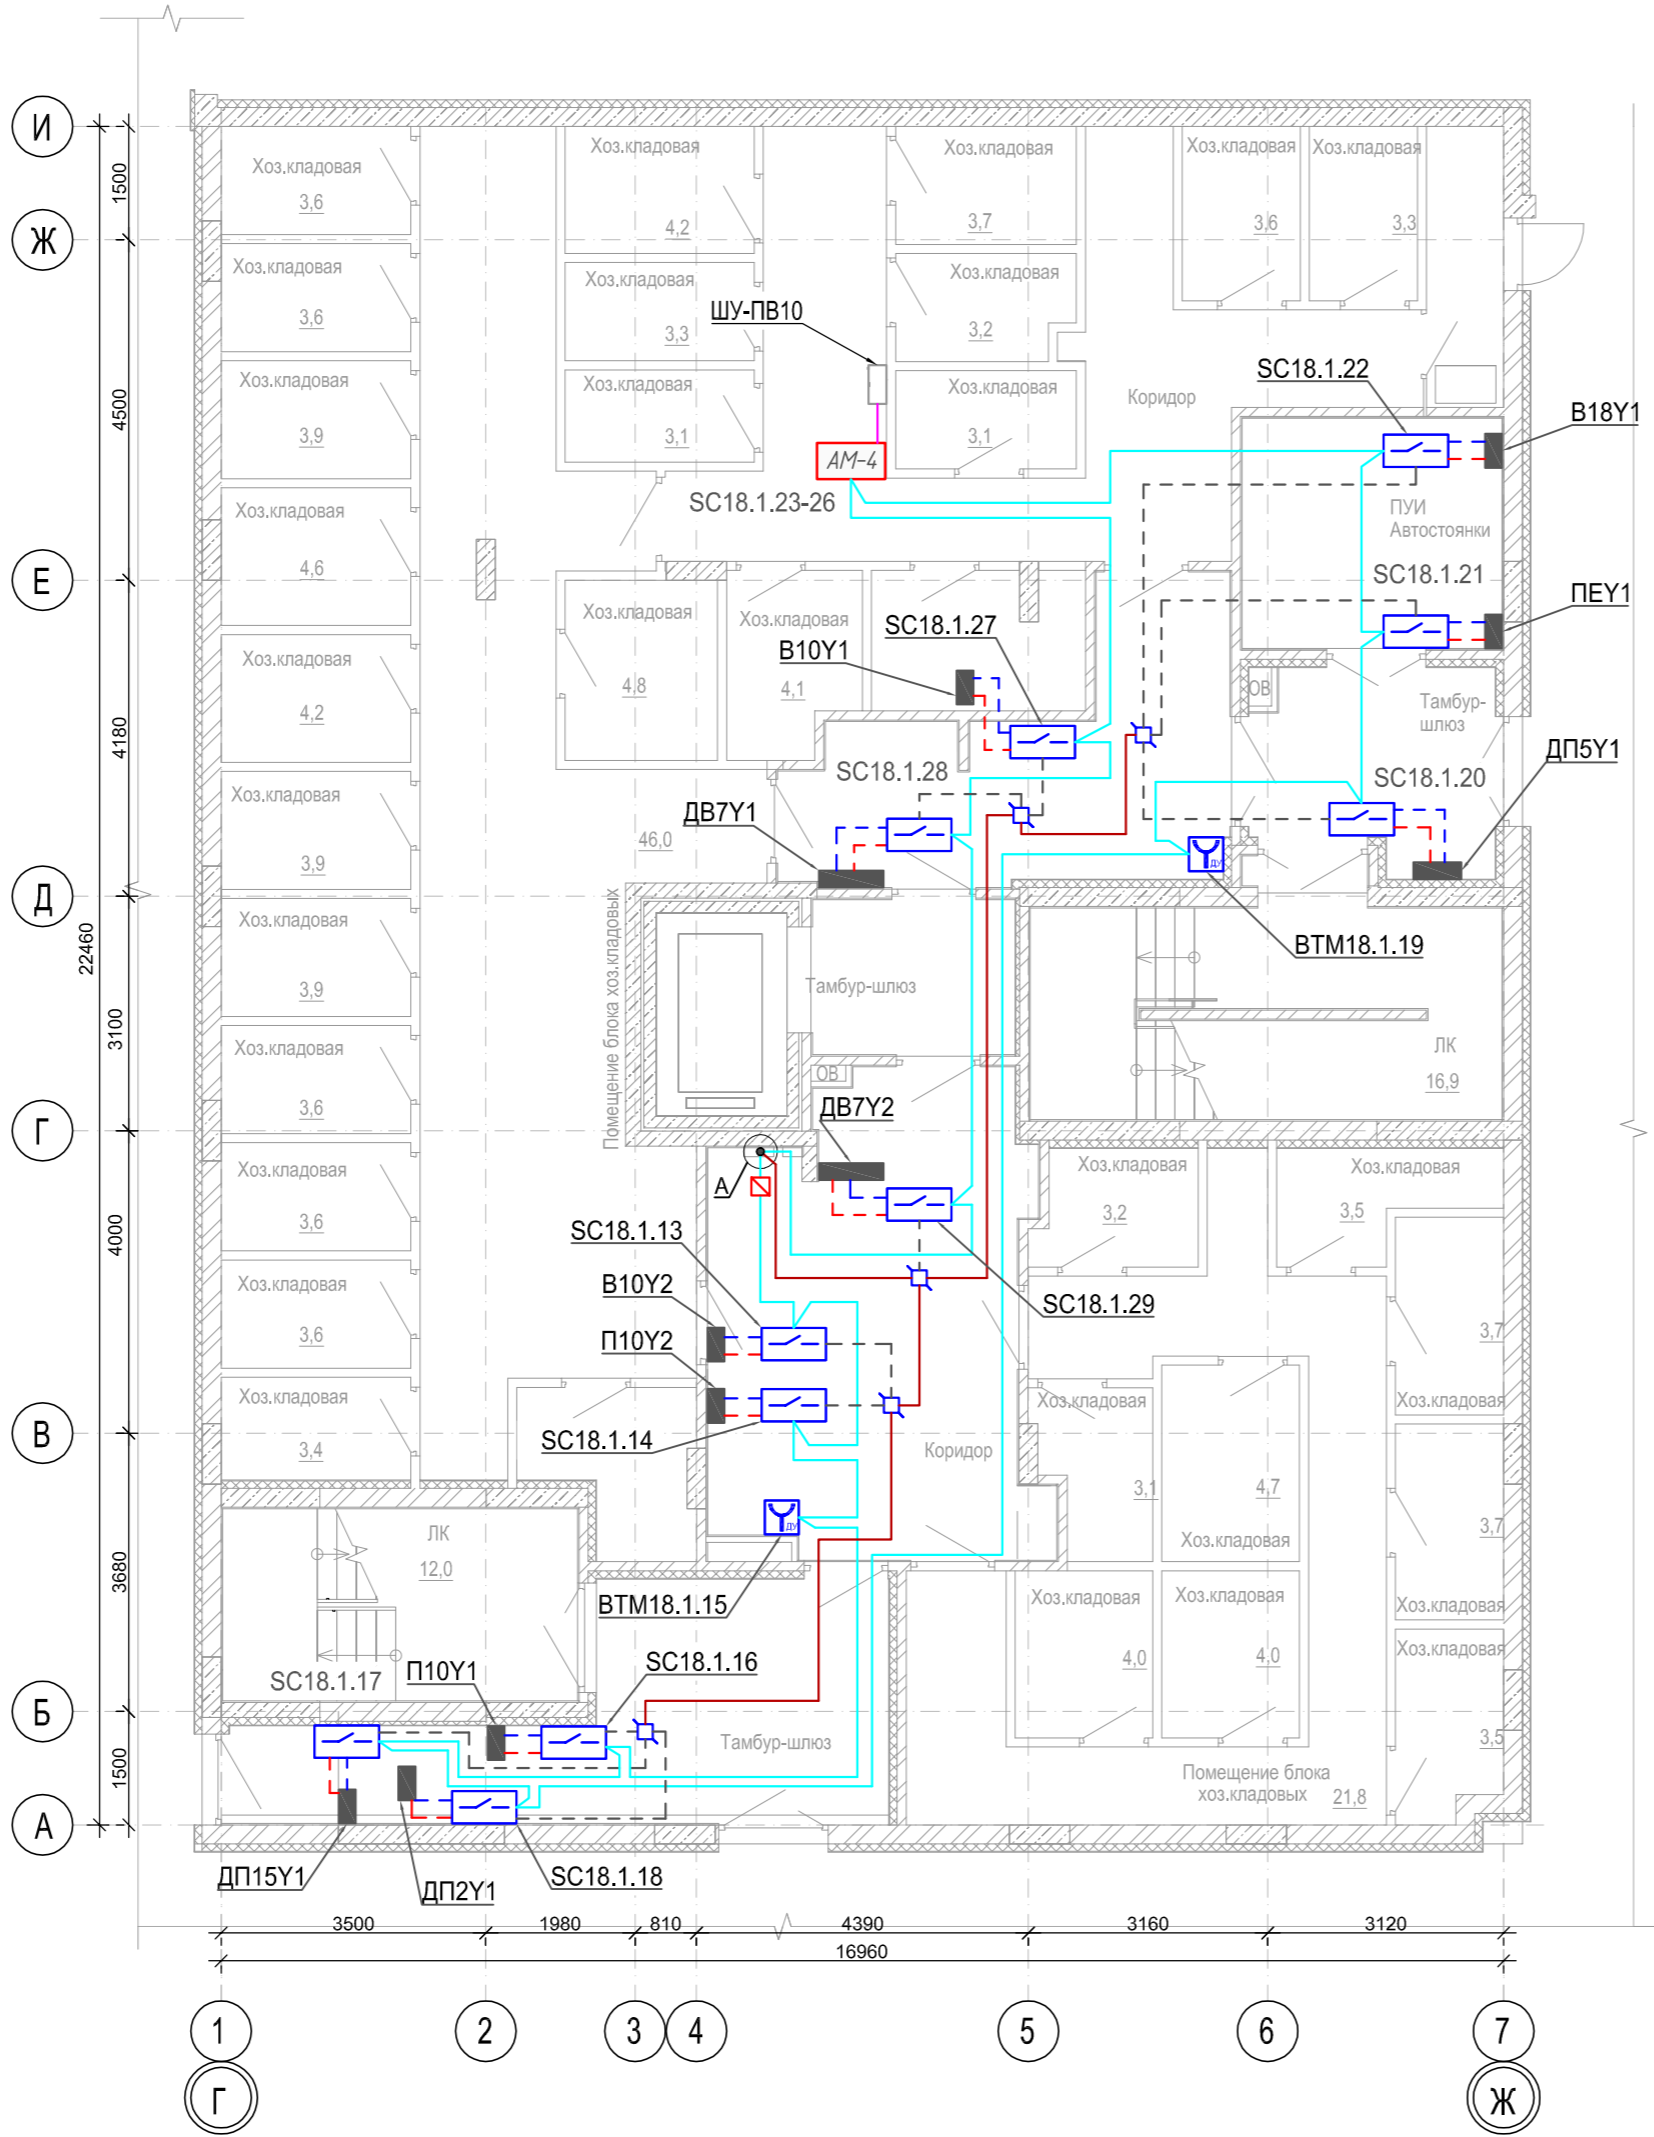 И
Ж
Е
Д
Г
В
Б
А
1500
4500
4180
3100
4000
3680
1500
22460
Хоз.кладовая
3,6
Хоз.кладовая
4,2
Хоз.кладовая
3,7
Хоз.кладовая
3,6
Хоз.кладовая
3,3
Хоз.кладовая
3,6
Хоз.кладовая
3,3
Хоз.кладовая
3,2
ШУ-ПВ10
Хоз.кладовая
3,9
Хоз.кладовая
3,1
Хоз.кладовая
3,1
Коридор
SC18.1.22
В18Y1
АМ-4
SC18.1.23-26
ПУИ
Автостоянки
Хоз.кладовая
4,6
SC18.1.21
ПЕY1
Хоз.кладовая
4,8
Хоз.кладовая
4,1
SC18.1.27
В10Y1
Хоз.кладовая
4,2
ОВ
Тамбур-
шлюз
ДП5Y1
SC18.1.28
SC18.1.20
Хоз.кладовая
3,9
ДВ7Y1
46,0
ДУ
ВТМ18.1.19
Хоз.кладовая
3,9
Помещение блока хоз.кладовых
Тамбур-шлюз
ЛК
16,9
Хоз.кладовая
3,6
ОВ
ДВ7Y2
А
Хоз.кладовая
3,6
Хоз.кладовая
3,2
Хоз.кладовая
3,5
SC18.1.13
В10Y2
П10Y2
SC18.1.29
Хоз.кладовая
3,6
3,7
Хоз.кладовая
Хоз.кладовая
3,4
Хоз.кладовая
SC18.1.14
Коридор
3,1
4,7
Хоз.кладовая
3,7
Хоз.кладовая
ДУ
ЛК
12,0
ВТМ18.1.15
Хоз.кладовая
4,0
Хоз.кладовая
4,0
Хоз.кладовая
3,5
SC18.1.17
П10Y1
SC18.1.16
Тамбур-шлюз
Помещение блока
хоз.кладовых
21,8
ДП15Y1
ДП2Y1
SC18.1.18
3500
1980
810
4390
3160
3120
16960
1
2
3
4
5
6
7
Г
Ж